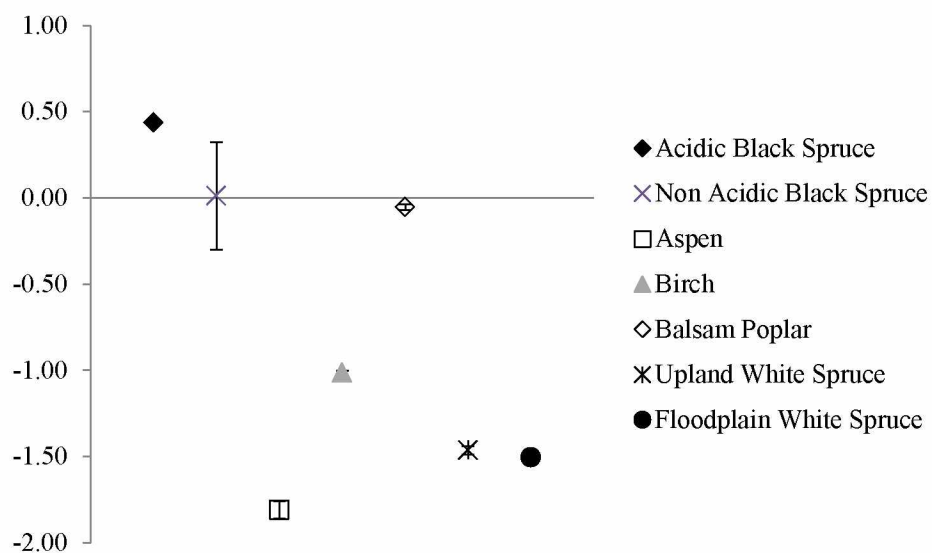 1.00
0.50
0.00
-0.50
-1.00
-1.50
-2.00
Acidic Black Spruce
Non Acidic Black Spruce
Aspen
Birch
Balsam Poplar
Upland White Spruce
Floodplain White Spruce